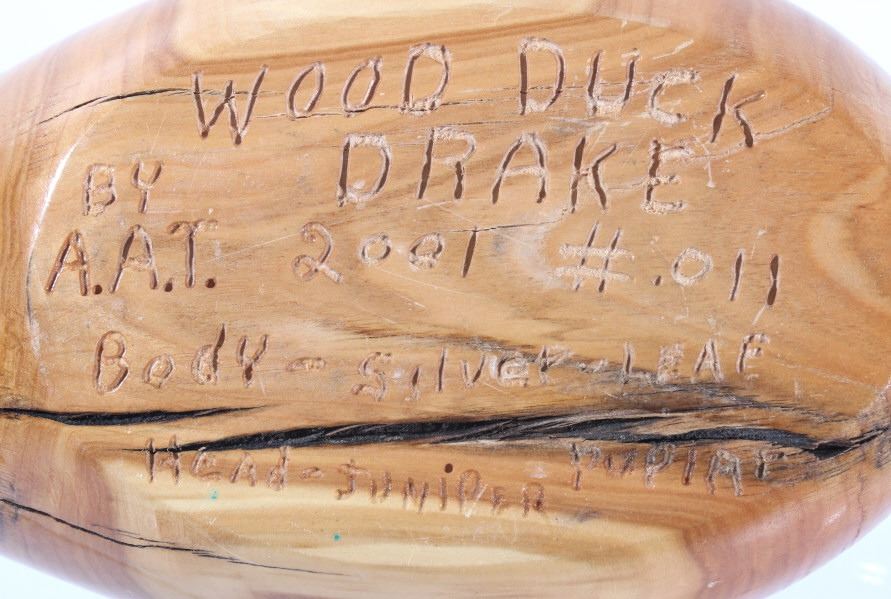 WOOD DUCK
DRAKE
BY
A.A.T. 2001 #.011
Body - Silver-LEAF
POPLAR
HEAd-JUNIPER